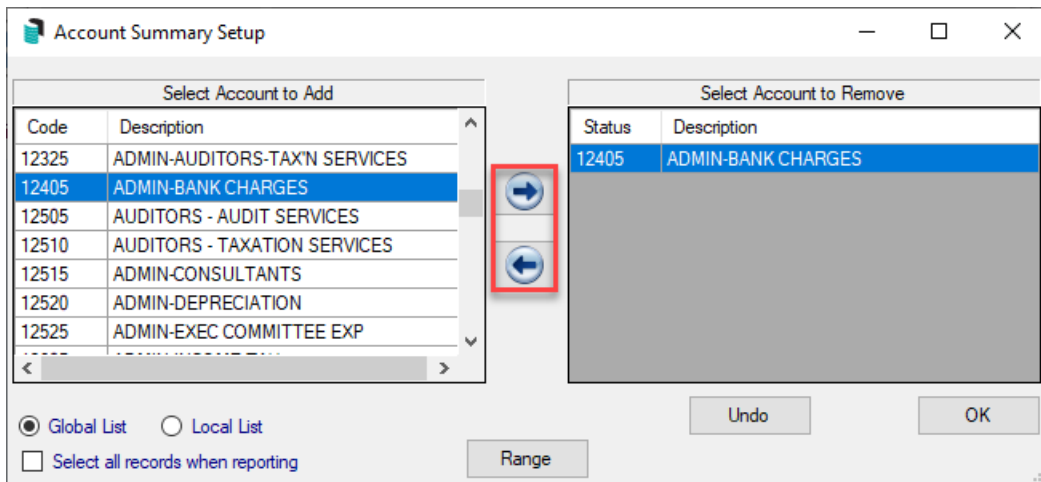 Account Summary Setup
Select Account to Add
Code Description
12325 ADMIN-AUDITORS-TAX'N SERVICES
12405 ADMIN-BANK CHARGES
12505 AUDITORS - AUDIT SERVICES
12510 AUDITORS - TAXATION SERVICES
12515 ADMIN-CONSULTANTS
12520 ADMIN-DEPRECIATION
12525 ADMIN-EXEC COMMITTEE EXP
Select Account to Remove
Status Description
12405 ADMIN-BANK CHARGES
Global List Local List
Select all records when reporting
Range
Undo
OK